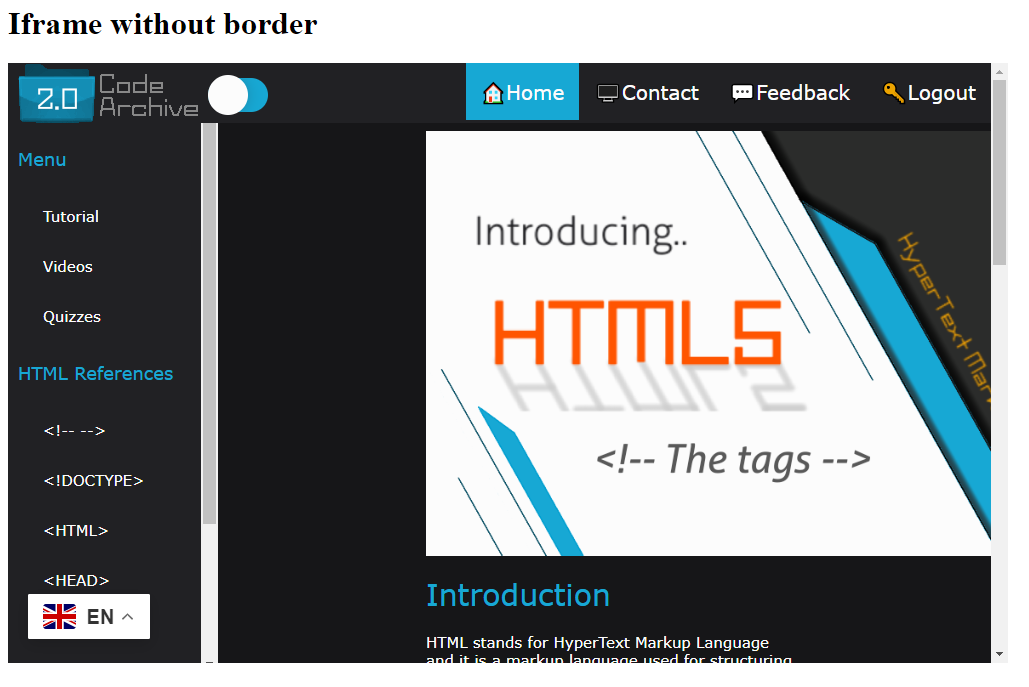 Iframe without border
2.0 Code
Archive
Home
Contact
Feedback
Logout
Menu
Tutorial
Videos
Quizzes
HTML References
<!-- -->
<!DOCTYPE>
<HTML>
<HEAD>
EN
Introducing..
HTML5
<!-- The tags -->
HyperText Mark
Introduction
HTML stands for HyperText Markup Language
and it is a markup language used for structuring